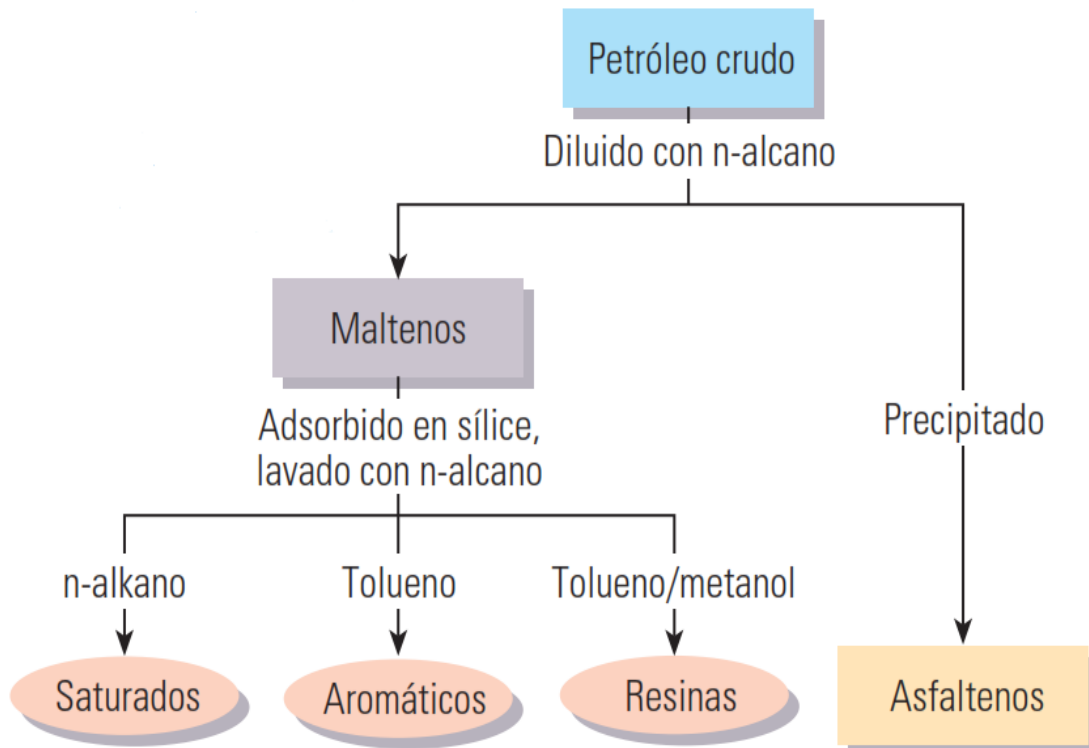 Petróleo crudo
Diluido con n-alcano
Maltenos
Adsorbido en sílice,
lavado con n-alcano
Precipitado
n-alkano
Tolueno
Tolueno/metanol
Saturados
Aromáticos
Resinas
Asfaltenos